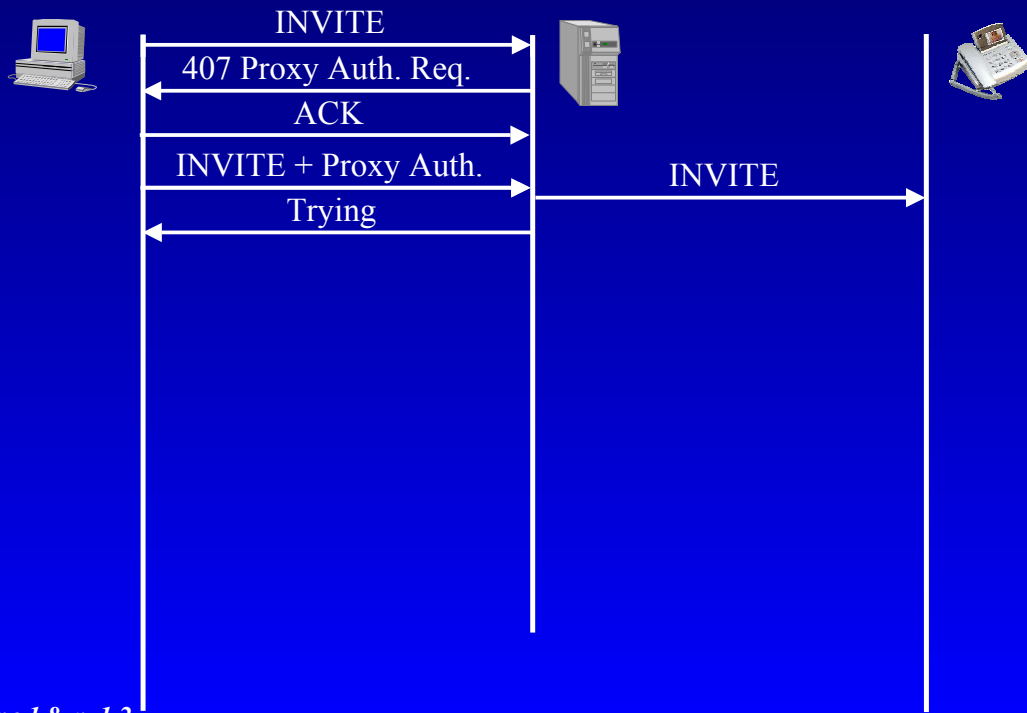 INVITE
407 Proxy Auth. Req.
ACK
INVITE + Proxy Auth.
INVITE
Trying